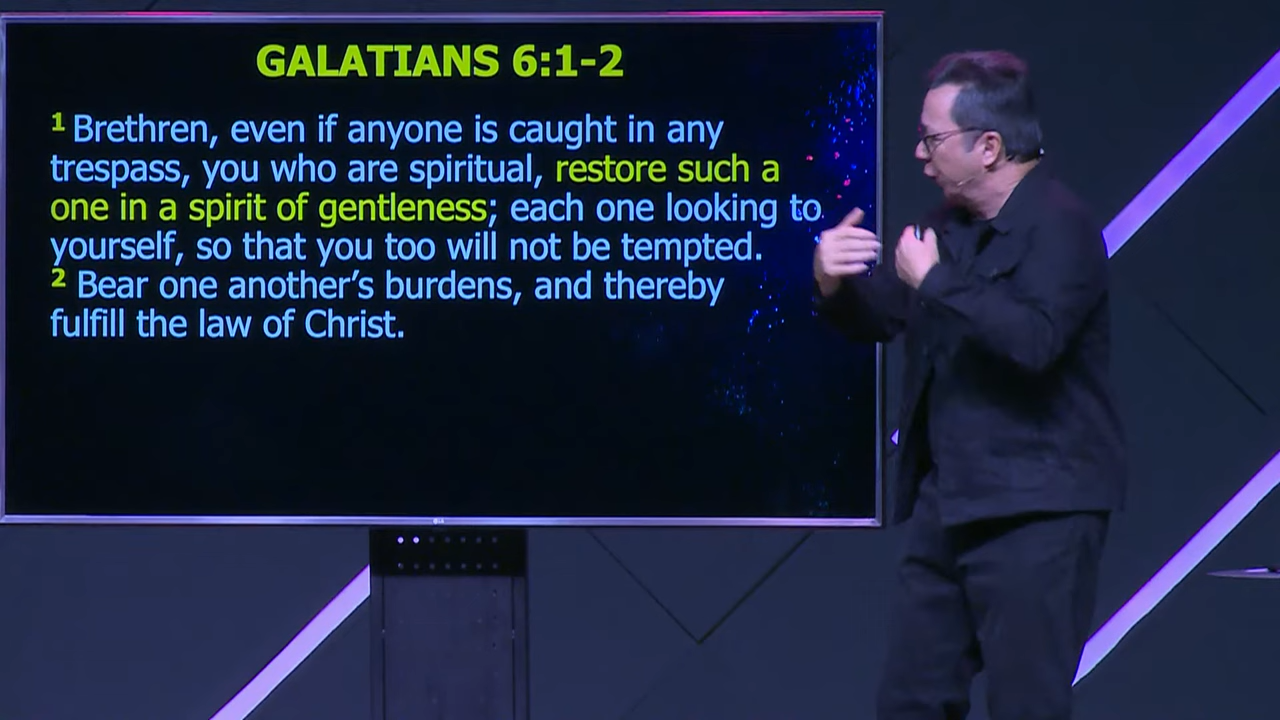 GALATIANS 6:1-2
1 Brethren, even if anyone is caught in any
trespass, you who are spiritual, restore such a
one in a spirit of gentleness; each one looking to
yourself, so that you too will not be tempted.
2 Bear one another’s burdens, and thereby
fulfill the law of Christ.
LG